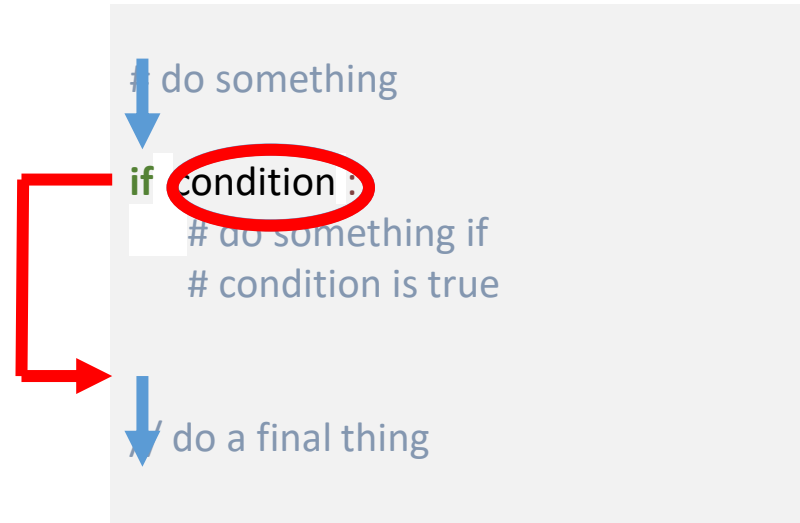 # do something
if condition :
# do something if
# condition is true
// do a final thing